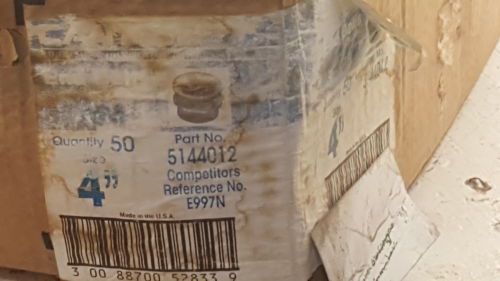 Quantity 50
Size
4"
Part No.
5144012
Competitors
Reference No.
E997N
Made in the U.S.A.
3 00 88700 52833 9
4"